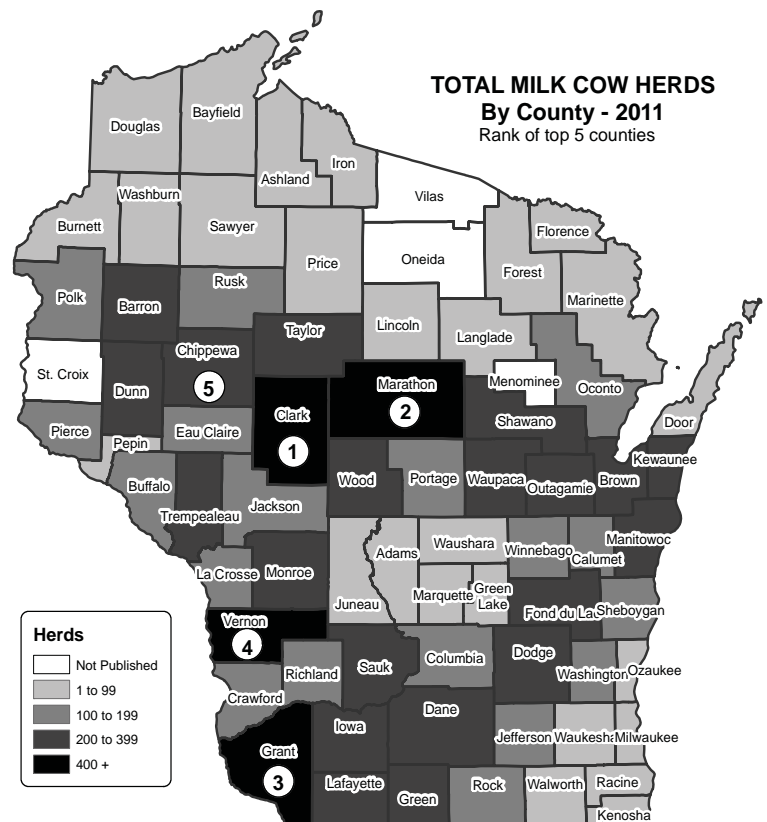 TOTAL MILK COW HERDS
By County - 2011
Rank of top 5 counties
Douglas
Bayfield
Ashland
Iron
Vilas
Washburn
Burnett
Sawyer
Price
Oneida
Florence
Forest
Marinette
Polk
Barron
Rusk
Taylor
Lincoln
Langlade
St. Croix
Dunn
Chippewa
5
Clark
1
Marathon
2
Menominee
Oconto
Shawano
Door
Pierce
Pepin
Eau Claire
Kewaunee
Buffalo
Trempealeau
Jackson
Wood
Portage
Waupaca
Outagamie
Brown
Manitowoc
La Crosse
Monroe
Juneau
Adams
Waushara
Winnebago
Calumet
Marquette
Green
Lake
Fond du Lac
Sheboygan
Vernon
4
Crawford
Richland
Sauk
Columbia
Dodge
Washington
Ozaukee
Grant
3
Iowa
Dane
Jefferson
Waukesha
Milwaukee
Lafayette
Green
Rock
Walworth
Racine
Kenosha
Herds
Not Published
1 to 99
100 to 199
200 to 399
400 +